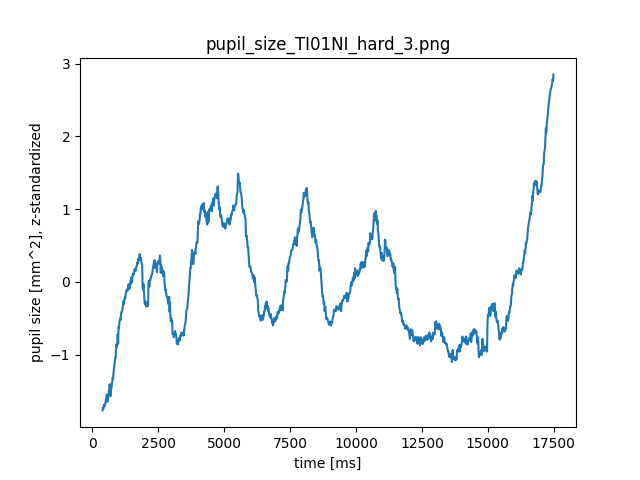 pupil_size_TI01NI_hard_3.png
pupil size [mm^2], z-standardized
3
2
1
0
−1
0 2500 5000 7500 10000 12500 15000 17500
time [ms]